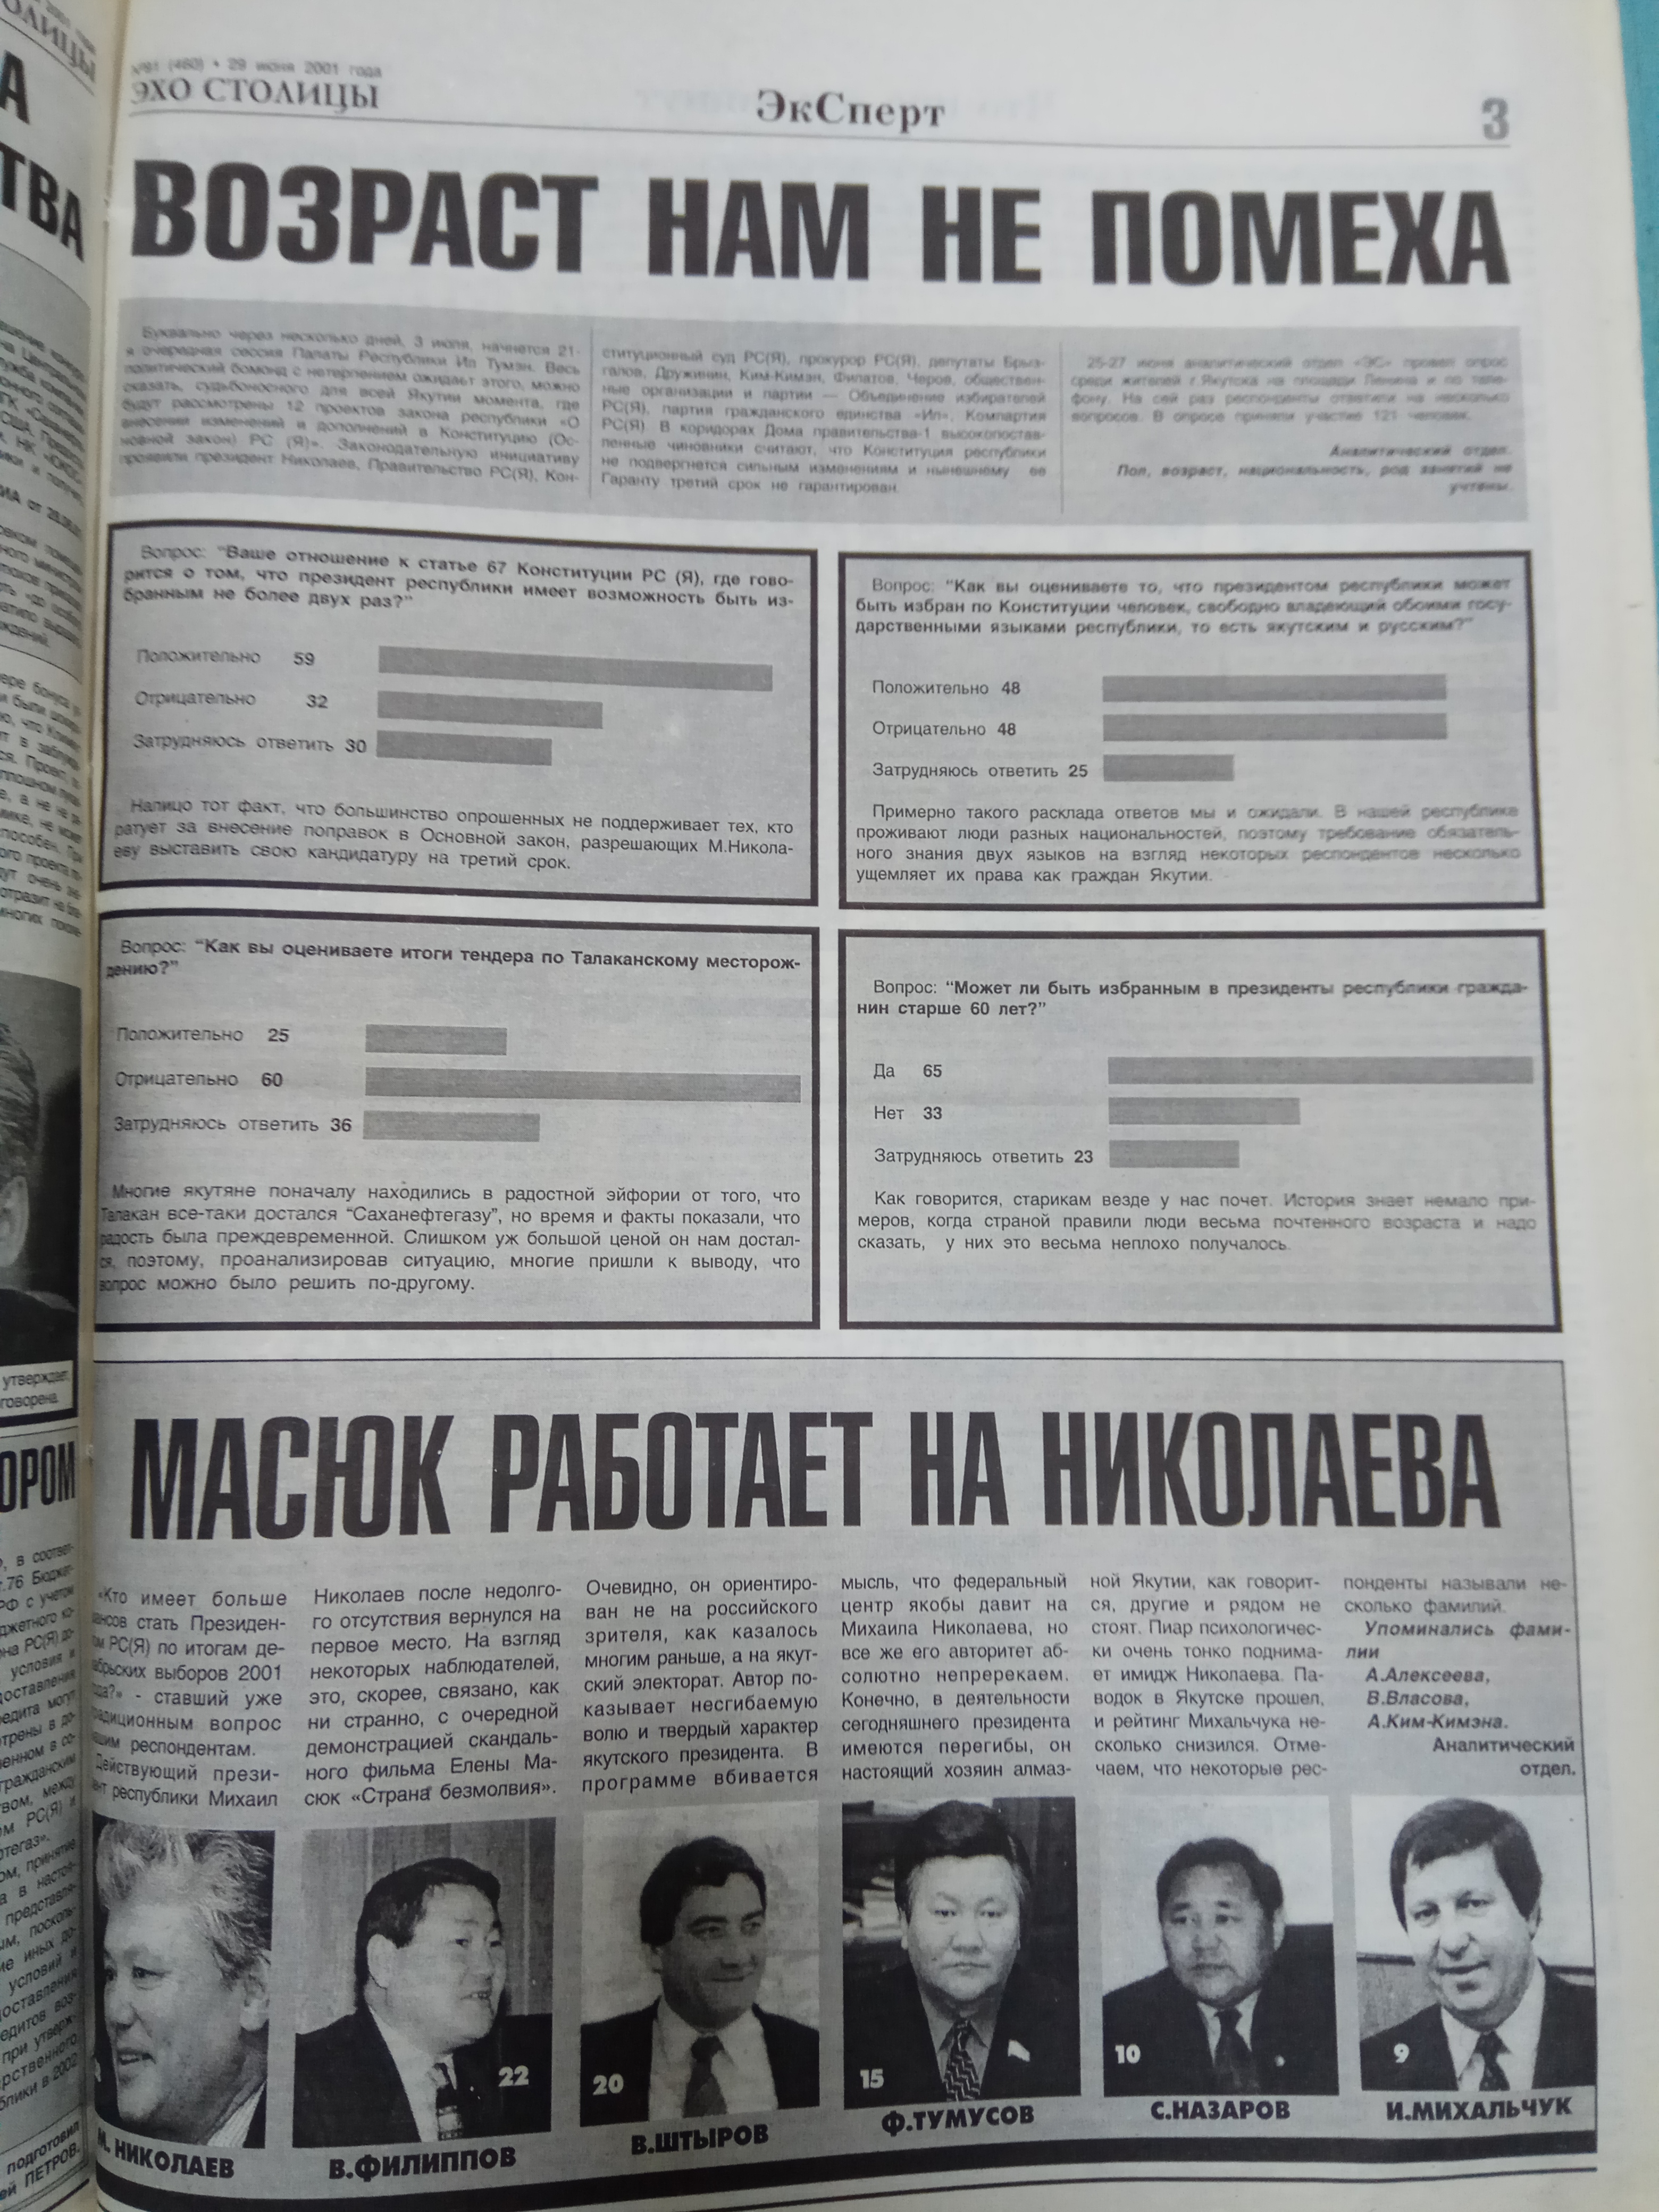 №61 (460) • 29 июня 2001 года
ЭХО СТОЛИЦЫ
ЭкСперт
3
ВОЗРАСТ НАМ НЕ ПОМЕХА
Буквально через несколько дней, 3 июля, начнется 21-
я очередная сессия Палаты Республики Ил Тумэн. Весь
политический бомонд с нетерпением ожидает этого, можно
сказать, судьбоносного для всей Якутии момента, где
будут рассмотрены 12 проектов закона республики «О
внесении изменений и дополнений в Конституцию (Ос-
новной закон) РС (Я)». Законодательную инициативу
проявили президент Николаев, Правительство РС(Я), Кон-
ституционный суд РС(Я), прокурор РС(Я), депутаты Брыз-
галов, Дружинин, Ким-Кимэн, Филатов, Черов, обществен-
ные организации и партии — Объединение избирателей
РС(Я), партия гражданского единства «Ил», Компартия
РС(Я). В коридорах Дома правительства-1 высокопостав-
ленные чиновники считают, что Конституция республики
не подвергнется сильным изменениям и нынешнему ее
Гаранту третий срок не гарантирован.
25-27 июня аналитический отдел «ЭС» провел опрос
среди жителей г.Якутска на площади Ленина и по теле-
фону. На сей раз респонденты ответили на несколько
вопросов. В опросе приняли участие 121 человек.
Аналитический отдел.
Пол, возраст, национальность, род занятий не
учтены.
Вопрос: "Ваше отношение к статье 67 Конституции РС (Я), где гово-
рится о том, что президент республики имеет возможность быть из-
бранным не более двух раз?"
Положительно 59
Отрицательно 32
Затрудняюсь ответить 30
Налицо тот факт, что большинство опрошенных не поддерживает тех, кто
ратует за внесение поправок в Основной закон, разрешающих М.Никола-
еву выставить свою кандидатуру на третий срок.
Вопрос: "Как вы оцениваете то, что президентом республики может
быть избран по Конституции человек, свободно владеющий обоими госу-
дарственными языками республики, то есть якутским и русским?"
Положительно 48
Отрицательно 48
Затрудняюсь ответить 25
Примерно такого расклада ответов мы и ожидали. В нашей республике
проживают люди разных национальностей, поэтому требование обязатель-
ного знания двух языков на взгляд некоторых респондентов несколько
ущемляет их права как граждан Якутии.
Вопрос: "Как вы оцениваете итоги тендера по Талаканскому месторож-
дению?"
Положительно 25
Отрицательно 60
Затрудняюсь ответить 36
Многие якутяне поначалу находились в радостной эйфории от того, что
Талакан все-таки достался "Саханефтегазу", но время и факты показали, что
радость была преждевременной. Слишком уж большой ценой он нам достал-
ся, поэтому, проанализировав ситуацию, многие пришли к выводу, что
вопрос можно было решить по-другому.
Вопрос: "Может ли быть избранным в президенты республики гражда-
нин старше 60 лет?"
Да 65
Нет 33
Затрудняюсь ответить 23
Как говорится, старикам везде у нас почет. История знает немало при-
меров, когда страной правили люди весьма почтенного возраста и надо
сказать, у них это весьма неплохо получалось.
МАСЮК РАБОТАЕТ НА НИКОЛАЕВА
«Кто имеет больше
шансов стать Президен-
том РС(Я) по итогам де-
кабрьских выборов 2001
года?» - ставший уже
традиционным вопрос
нашим респондентам.
Действующий прези-
дент республики Михаил
Николаев после недолго-
го отсутствия вернулся на
первое место. На взгляд
некоторых наблюдателей,
это, скорее, связано, как
ни странно, с очередной
демонстрацией скандаль-
ного фильма Елены Ма-
сюк «Страна безмолвия».
Очевидно, он ориентиро-
ван не на российского
зрителя, как казалось
многим раньше, а на якут-
ский электорат. Автор по-
казывает несгибаемую
волю и твердый характер
якутского президента. В
программе вбивается
мысль, что федеральный
центр якобы давит на
Михаила Николаева, но
все же его авторитет аб-
солютно непререкаем.
Конечно, в деятельности
сегодняшнего президента
имеются перегибы, он
настоящий хозяин алмаз-
ной Якутии, как говорит-
ся, другие и рядом не
стоят. Пиар психологичес-
ки очень тонко поднима-
ет имидж Николаева. Па-
водок в Якутске прошел,
и рейтинг Михальчука не-
сколько снизился. Отме-
чаем, что некоторые рес-
понденты называли не-
сколько фамилий.
Упоминались фами-
лии
А.Алексеева,
В.Власова,
А.Ким-Кимэна.
Аналитический
отдел.
22
20
15
10
9
М. НИКОЛАЕВ
В.ФИЛИППОВ
В.ШТЫРОВ
Ф.ТУМУСОВ
С.НАЗАРОВ
И.МИХАЛЬЧУК